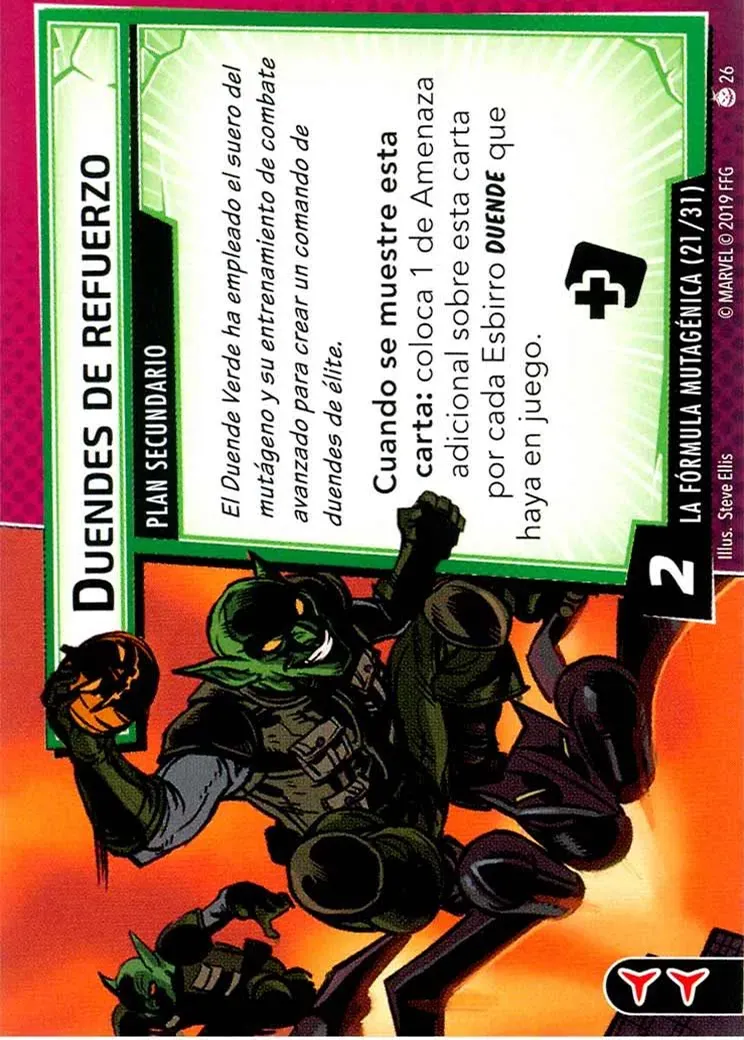 DUENDES DE REFUERZO
PLAN SECUNDARIO
El Duende Verde ha empleado el suero del
mutágeno y su entrenamiento de combate
avanzado para crear un comando de
duendes de élite.
Cuando se muestre esta
carta: coloca 1 de Amenaza
adicional sobre esta carta
por cada Esbirro DUENDE que
haya en juego.
2
LA FÓRMULA MUTAGÉNICA (21/31)
Illus. Steve Ellis
© MARVEL © 2019 FFG
26